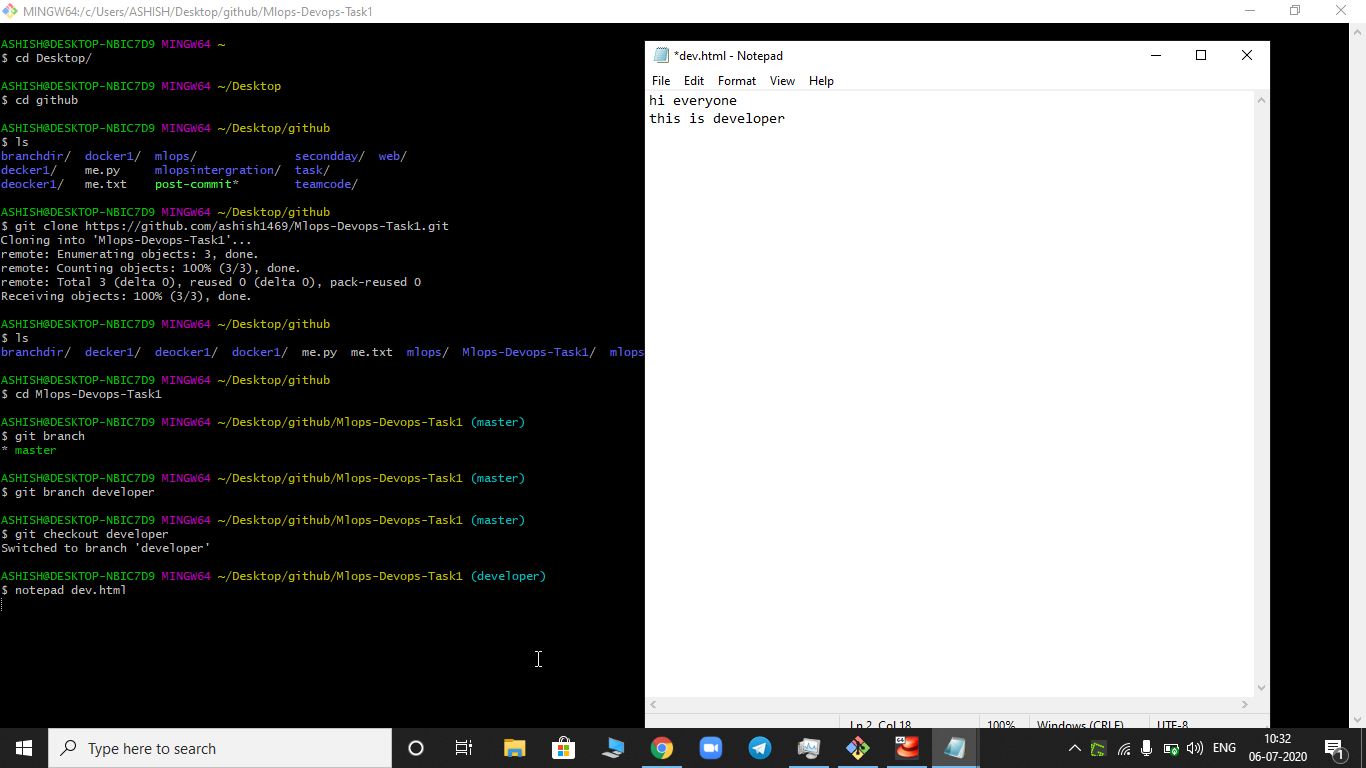 MINGW64:/c/Users/ASHISH/Desktop/github/Mlops-Devops-Task1
ASHISH@DESKTOP-NBIC7D9 MINGW64 ~
$ cd Desktop/
ASHISH@DESKTOP-NBIC7D9 MINGW64 ~/Desktop
$ cd github
ASHISH@DESKTOP-NBIC7D9 MINGW64 ~/Desktop/github
$ ls
branchdir/ docker1/ mlops/ secondday/ web/
decker1/ me.py mlopsintergration/ task/
deocker1/ me.txt post-commit* teamcode/
ASHISH@DESKTOP-NBIC7D9 MINGW64 ~/Desktop/github
$ git clone https://github.com/ashish1469/Mlops-Devops-Task1.git
Cloning into 'Mlops-Devops-Task1'...
remote: Enumerating objects: 3, done.
remote: Counting objects: 100% (3/3), done.
remote: Total 3 (delta 0), reused 0 (delta 0), pack-reused 0
Receiving objects: 100% (3/3), done.
ASHISH@DESKTOP-NBIC7D9 MINGW64 ~/Desktop/github
$ ls
branchdir/ decker1/ deocker1/ docker1/ me.py me.txt mlops/ Mlops-Devops-Task1/ mlops
ASHISH@DESKTOP-NBIC7D9 MINGW64 ~/Desktop/github
$ cd Mlops-Devops-Task1
ASHISH@DESKTOP-NBIC7D9 MINGW64 ~/Desktop/github/Mlops-Devops-Task1 (master)
$ git branch
* master
ASHISH@DESKTOP-NBIC7D9 MINGW64 ~/Desktop/github/Mlops-Devops-Task1 (master)
$ git branch developer
ASHISH@DESKTOP-NBIC7D9 MINGW64 ~/Desktop/github/Mlops-Devops-Task1 (master)
$ git checkout developer
Switched to branch 'developer'
ASHISH@DESKTOP-NBIC7D9 MINGW64 ~/Desktop/github/Mlops-Devops-Task1 (developer)
$ notepad dev.html
*dev.html - Notepad
File Edit Format View Help
hi everyone
this is developer
Ln 2, Col 18 100% Windows (CRLF) UTF-8
Type here to search
64
ENG
10:32
06-07-2020
1